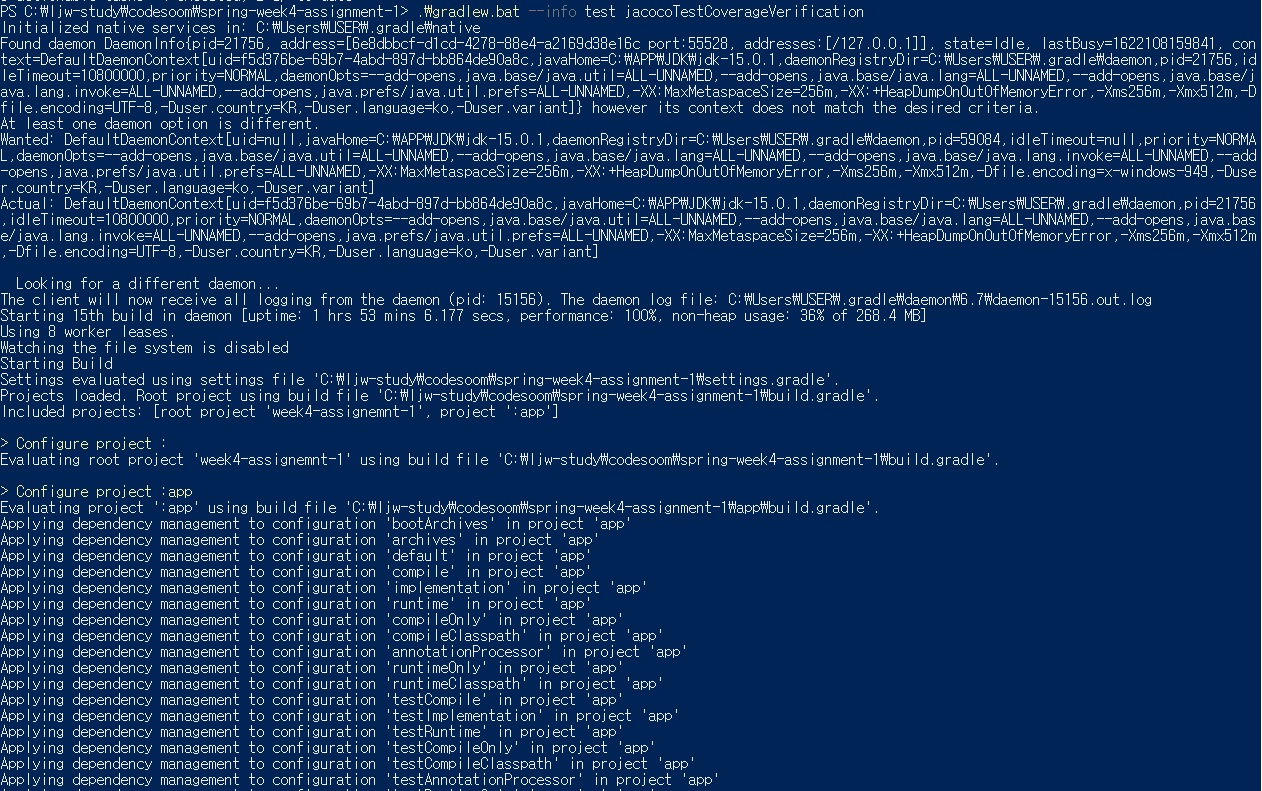 PS C:₩ljw-study₩codesoom₩spring-week4-assignment-1> .₩gradlew.bat --info test jacocoTestCoverageVerification
Initialized native services in: C:₩Users₩USER₩.gradle₩native
Found daemon DaemonInfo{pid=21756, address=[6e8dbbcf-d1cd-4278-88e4-a2169d38e16c port:55528, addresses:[/127.0.0.1]], state=Idle, lastBusy=1622108159841, con
text=DefaultDaemonContext[uid=f5d376be-69b7-4abd-897d-bb864de90a8c,javaHome=C:₩APP₩JDK₩jdk-15.0.1,daemonRegistryDir=C:₩Users₩USER₩.gradle₩daemon,pid=21756,id
leTimeout=10800000,priority=NORMAL,daemonOpts=--add-opens,java.base/java.util=ALL-UNNAMED,--add-opens,java.base/java.lang=ALL-UNNAMED,--add-opens,java.base/j
ava.lang.invoke=ALL-UNNAMED,--add-opens,java.prefs/java.util.prefs=ALL-UNNAMED,-XX:MaxMetaspaceSize=256m,-XX:+HeapDumpOnOutOfMemoryError,-Xms256m,-Xmx512m,-D
file.encoding=UTF-8,-Duser.country=KR,-Duser.language=ko,-Duser.variant]} however its context does not match the desired criteria.
At least one daemon option is different.
Wanted: DefaultDaemonContext[uid=null,javaHome=C:₩APP₩JDK₩jdk-15.0.1,daemonRegistryDir=C:₩Users₩USER₩.gradle₩daemon,pid=59084,idleTimeout=null,priority=NORMA
L,daemonOpts=--add-opens,java.base/java.util=ALL-UNNAMED,--add-opens,java.base/java.lang=ALL-UNNAMED,--add-opens,java.base/java.lang.invoke=ALL-UNNAMED,--add
-opens,java.prefs/java.util.prefs=ALL-UNNAMED,-XX:MaxMetaspaceSize=256m,-XX:+HeapDumpOnOutOfMemoryError,-Xms256m,-Xmx512m,-Dfile.encoding=x-windows-949,-Duse
r.country=KR,-Duser.language=ko,-Duser.variant]
Actual: DefaultDaemonContext[uid=f5d376be-69b7-4abd-897d-bb864de90a8c,javaHome=C:₩APP₩JDK₩jdk-15.0.1,daemonRegistryDir=C:₩Users₩USER₩.gradle₩daemon,pid=21756
,idleTimeout=10800000,priority=NORMAL,daemonOpts=--add-opens,java.base/java.util=ALL-UNNAMED,--add-opens,java.base/java.lang=ALL-UNNAMED,--add-opens,java.bas
e/java.lang.invoke=ALL-UNNAMED,--add-opens,java.prefs/java.util.prefs=ALL-UNNAMED,-XX:MaxMetaspaceSize=256m,-XX:+HeapDumpOnOutOfMemoryError,-Xms256m,-Xmx512m
,-Dfile.encoding=UTF-8,-Duser.country=KR,-Duser.language=ko,-Duser.variant]
Looking for a different daemon...
The client will now receive all logging from the daemon (pid: 15156). The daemon log file: C:₩Users₩USER₩.gradle₩daemon₩6.7₩daemon-15156.out.log
Starting 15th build in daemon [uptime: 1 hrs 53 mins 6.177 secs, performance: 100%, non-heap usage: 36% of 268.4 MB]
Using 8 worker leases.
Watching the file system is disabled
Starting Build
Settings evaluated using settings file 'C:₩ljw-study₩codesoom₩spring-week4-assignment-1₩settings.gradle'.
Projects loaded. Root project using build file 'C:₩ljw-study₩codesoom₩spring-week4-assignment-1₩build.gradle'.
Included projects: [root project 'week4-assignemnt-1', project ':app']
> Configure project :
Evaluating root project 'week4-assignemnt-1' using build file 'C:₩ljw-study₩codesoom₩spring-week4-assignment-1₩build.gradle'.
> Configure project :app
Evaluating project ':app' using build file 'C:₩ljw-study₩codesoom₩spring-week4-assignment-1₩app₩build.gradle'.
Applying dependency management to configuration 'bootArchives' in project 'app'
Applying dependency management to configuration 'archives' in project 'app'
Applying dependency management to configuration 'default' in project 'app'
Applying dependency management to configuration 'compile' in project 'app'
Applying dependency management to configuration 'implementation' in project 'app'
Applying dependency management to configuration 'runtime' in project 'app'
Applying dependency management to configuration 'compileOnly' in project 'app'
Applying dependency management to configuration 'compileClasspath' in project 'app'
Applying dependency management to configuration 'annotationProcessor' in project 'app'
Applying dependency management to configuration 'runtimeOnly' in project 'app'
Applying dependency management to configuration 'runtimeClasspath' in project 'app'
Applying dependency management to configuration 'testCompile' in project 'app'
Applying dependency management to configuration 'testImplementation' in project 'app'
Applying dependency management to configuration 'testRuntime' in project 'app'
Applying dependency management to configuration 'testCompileOnly' in project 'app'
Applying dependency management to configuration 'testCompileClasspath' in project 'app'
Applying dependency management to configuration 'testAnnotationProcessor' in project 'app'